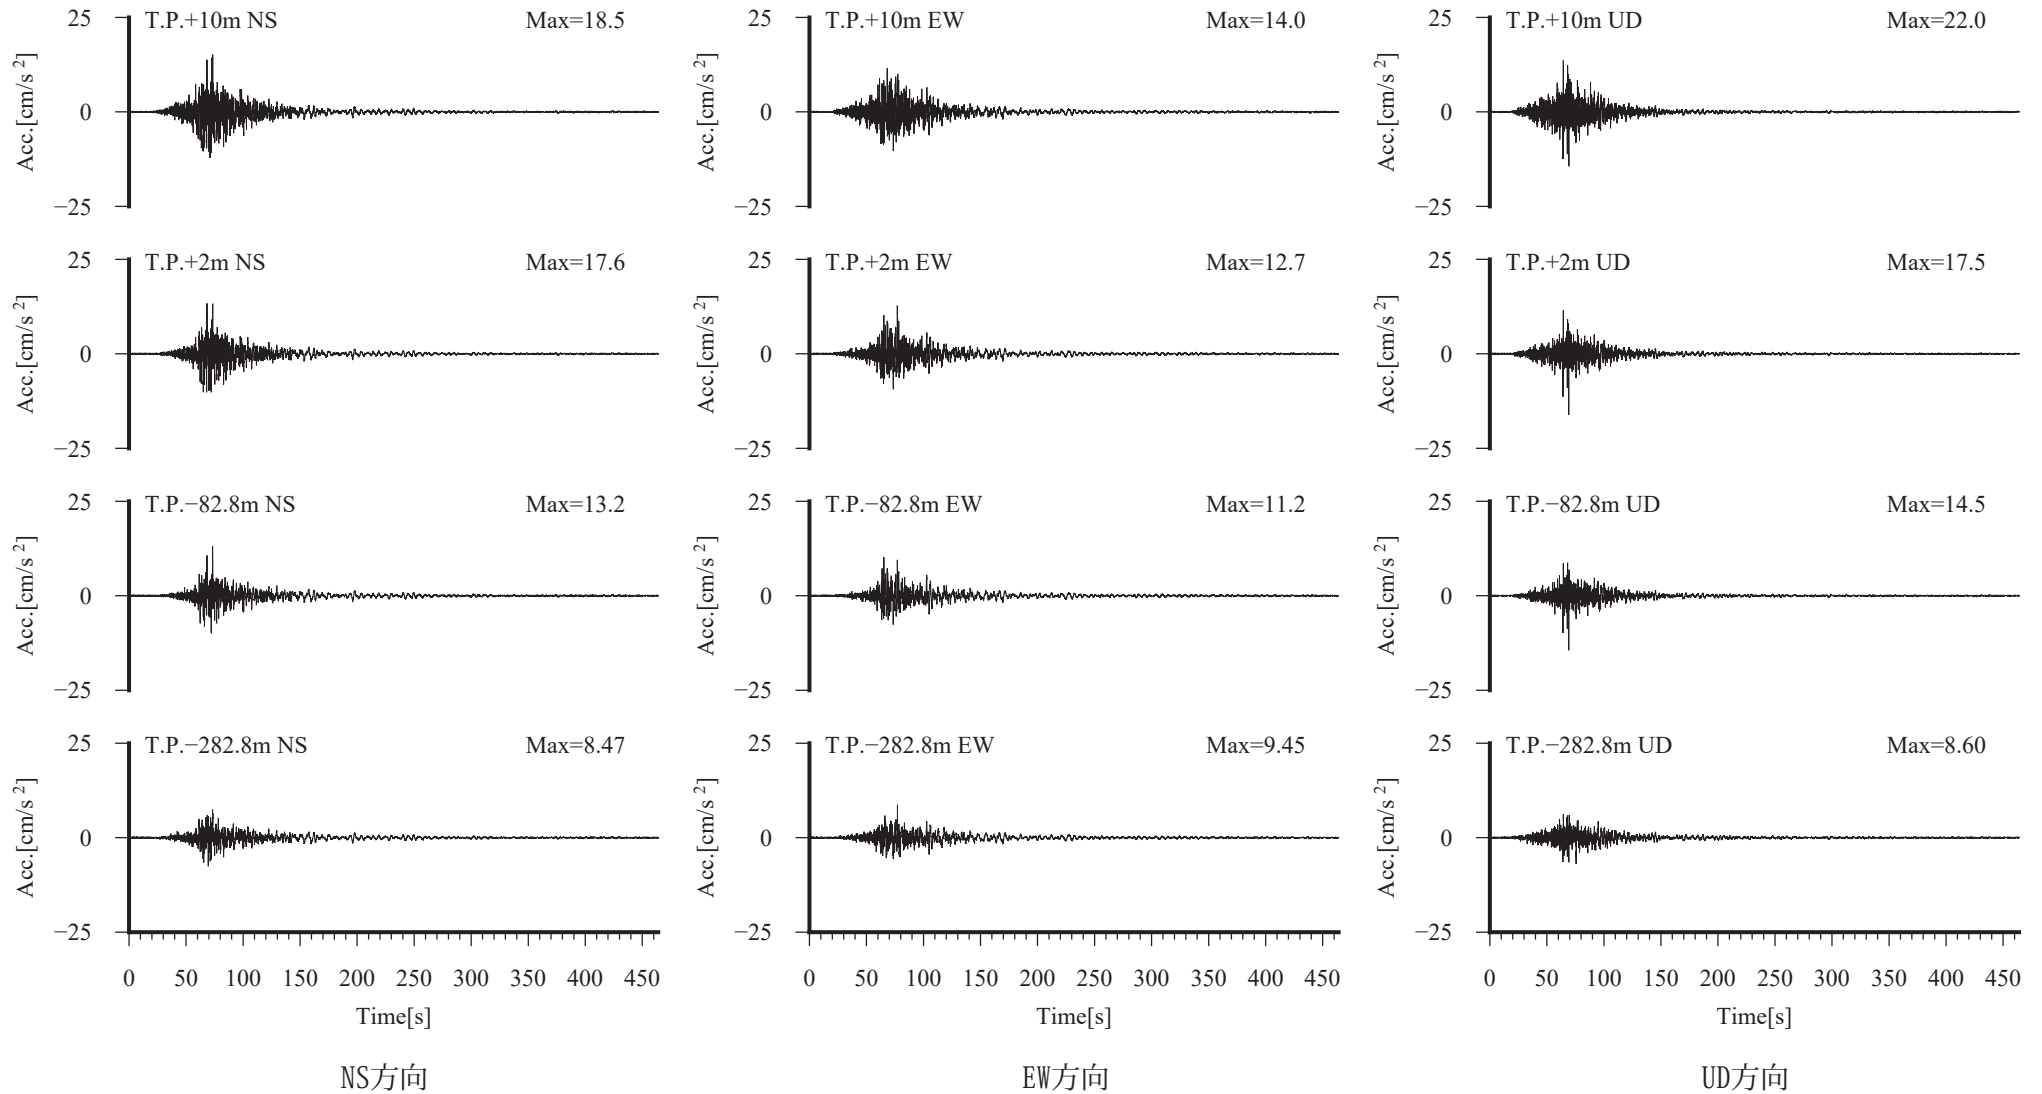 25
T.P.+10m NS
Max=18.5
Acc.[cm/s 2]
0
−25
25
T.P.+10m EW
Max=14.0
Acc.[cm/s 2]
0
−25
25
T.P.+10m UD
Max=22.0
Acc.[cm/s 2]
0
−25
25
T.P.+2m NS
Max=17.6
Acc.[cm/s 2]
0
−25
25
T.P.+2m EW
Max=12.7
Acc.[cm/s 2]
0
−25
25
T.P.+2m UD
Max=17.5
Acc.[cm/s 2]
0
−25
25
T.P.−82.8m NS
Max=13.2
Acc.[cm/s 2]
0
−25
25
T.P.−82.8m EW
Max=11.2
Acc.[cm/s 2]
0
−25
25
T.P.−82.8m UD
Max=14.5
Acc.[cm/s 2]
0
−25
25
T.P.−282.8m NS
Max=8.47
Acc.[cm/s 2]
0
−25
0 50 100 150 200 250 300 350 400 450
Time[s]
NS方向
25
T.P.−282.8m EW
Max=9.45
Acc.[cm/s 2]
0
−25
0 50 100 150 200 250 300 350 400 450
Time[s]
EW方向
25
T.P.−282.8m UD
Max=8.60
Acc.[cm/s 2]
0
−25
0 50 100 150 200 250 300 350 400 450
Time[s]
UD方向